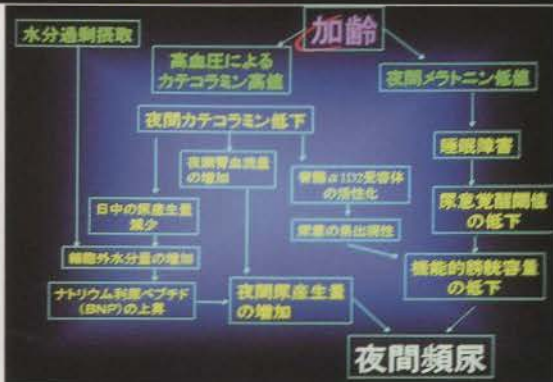 水分過剰摂取
加齢
高血圧による
カテコラミン高値
夜間メラトニン低値
夜間カテコラミン低下
睡眠障害
夜間腎血流量
の増加
受容体
の活性化
日中の尿産生量
減少
尿意覚醒閾値
の低下
細胞外水分量の増加
機能的膀胱容量
の低下
ナトリウム利尿ペプチド
(BNP)の上昇
夜間尿産生量
の増加
夜間頻尿